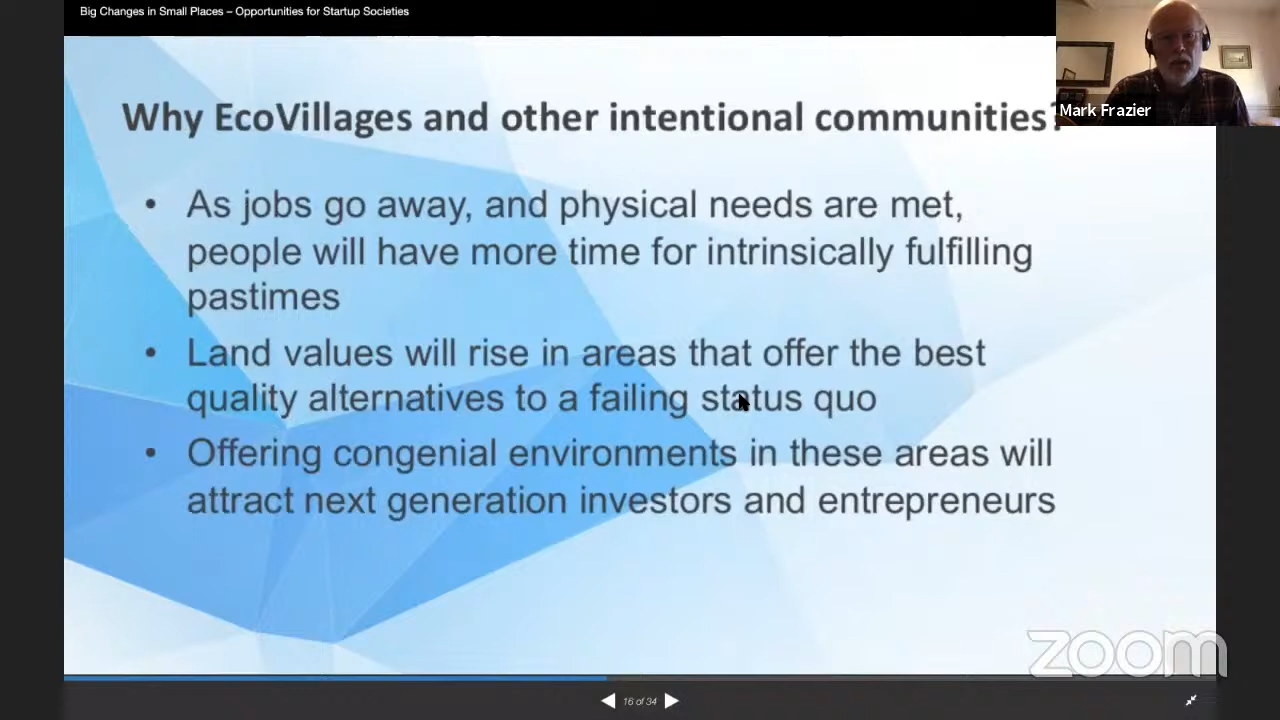 Big Changes in Small Places – Opportunities for Startup Societies
Mark Frazier
Why EcoVillages and other intentional communities?
• As jobs go away, and physical needs are met,
people will have more time for intrinsically fulfilling
pastimes
• Land values will rise in areas that offer the best
quality alternatives to a failing status quo
• Offering congenial environments in these areas will
attract next generation investors and entrepreneurs
zoom
16 of 34